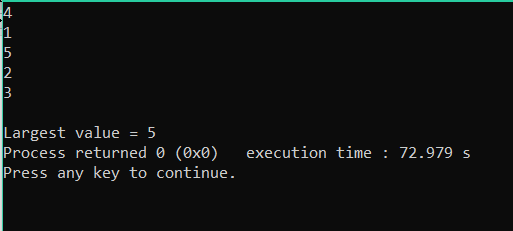 4
1
5
2
3
Largest value = 5
Process returned 0 (0x0)   execution time : 72.979 s
Press any key to continue.